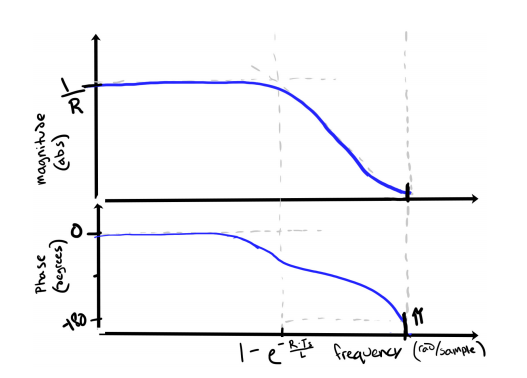 1/R
magnitude
(abs)
0
Phase
(degrees)
-180
π
1 - e^(-R·Ts/L) frequency (rad/sample)